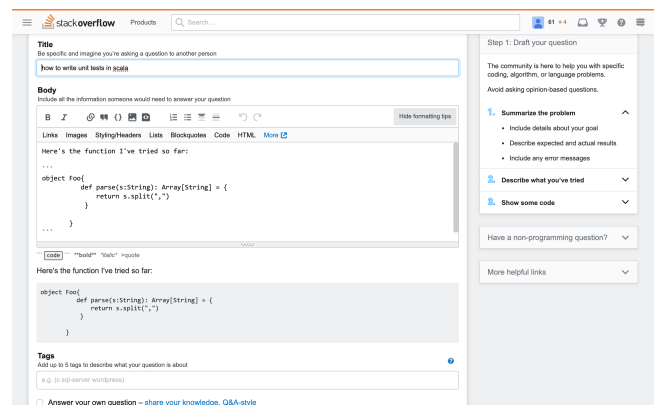 stackoverflow Products Search... 61 4
Title
Be specific and imagine you're asking a question to another person
how to write unit tests in scala
Body
Include all the information someone would need to answer your question
B I {} Hide formatting tips
Links Images Styling/Headers Lists Blockquotes Code HTML More
Here's the function I've tried so far:
```
object Foo{
def parse(s:String): Array[String] = {
return s.split(",")
}
}
```
``` code ``` **bold** *italic* >quote
Here's the function I've tried so far:
object Foo{
def parse(s:String): Array[String] = {
return s.split(",")
}
}
Tags
Add up to 5 tags to describe what your question is about
e.g. (c sql-server wordpress)
Answer your own question – share your knowledge, Q&A-style
Step 1: Draft your question
The community is here to help you with specific
coding, algorithm, or language problems.
Avoid asking opinion-based questions.
1. Summarize the problem
Include details about your goal
Describe expected and actual results
Include any error messages
2. Describe what you've tried
3. Show some code
Have a non-programming question?
More helpful links